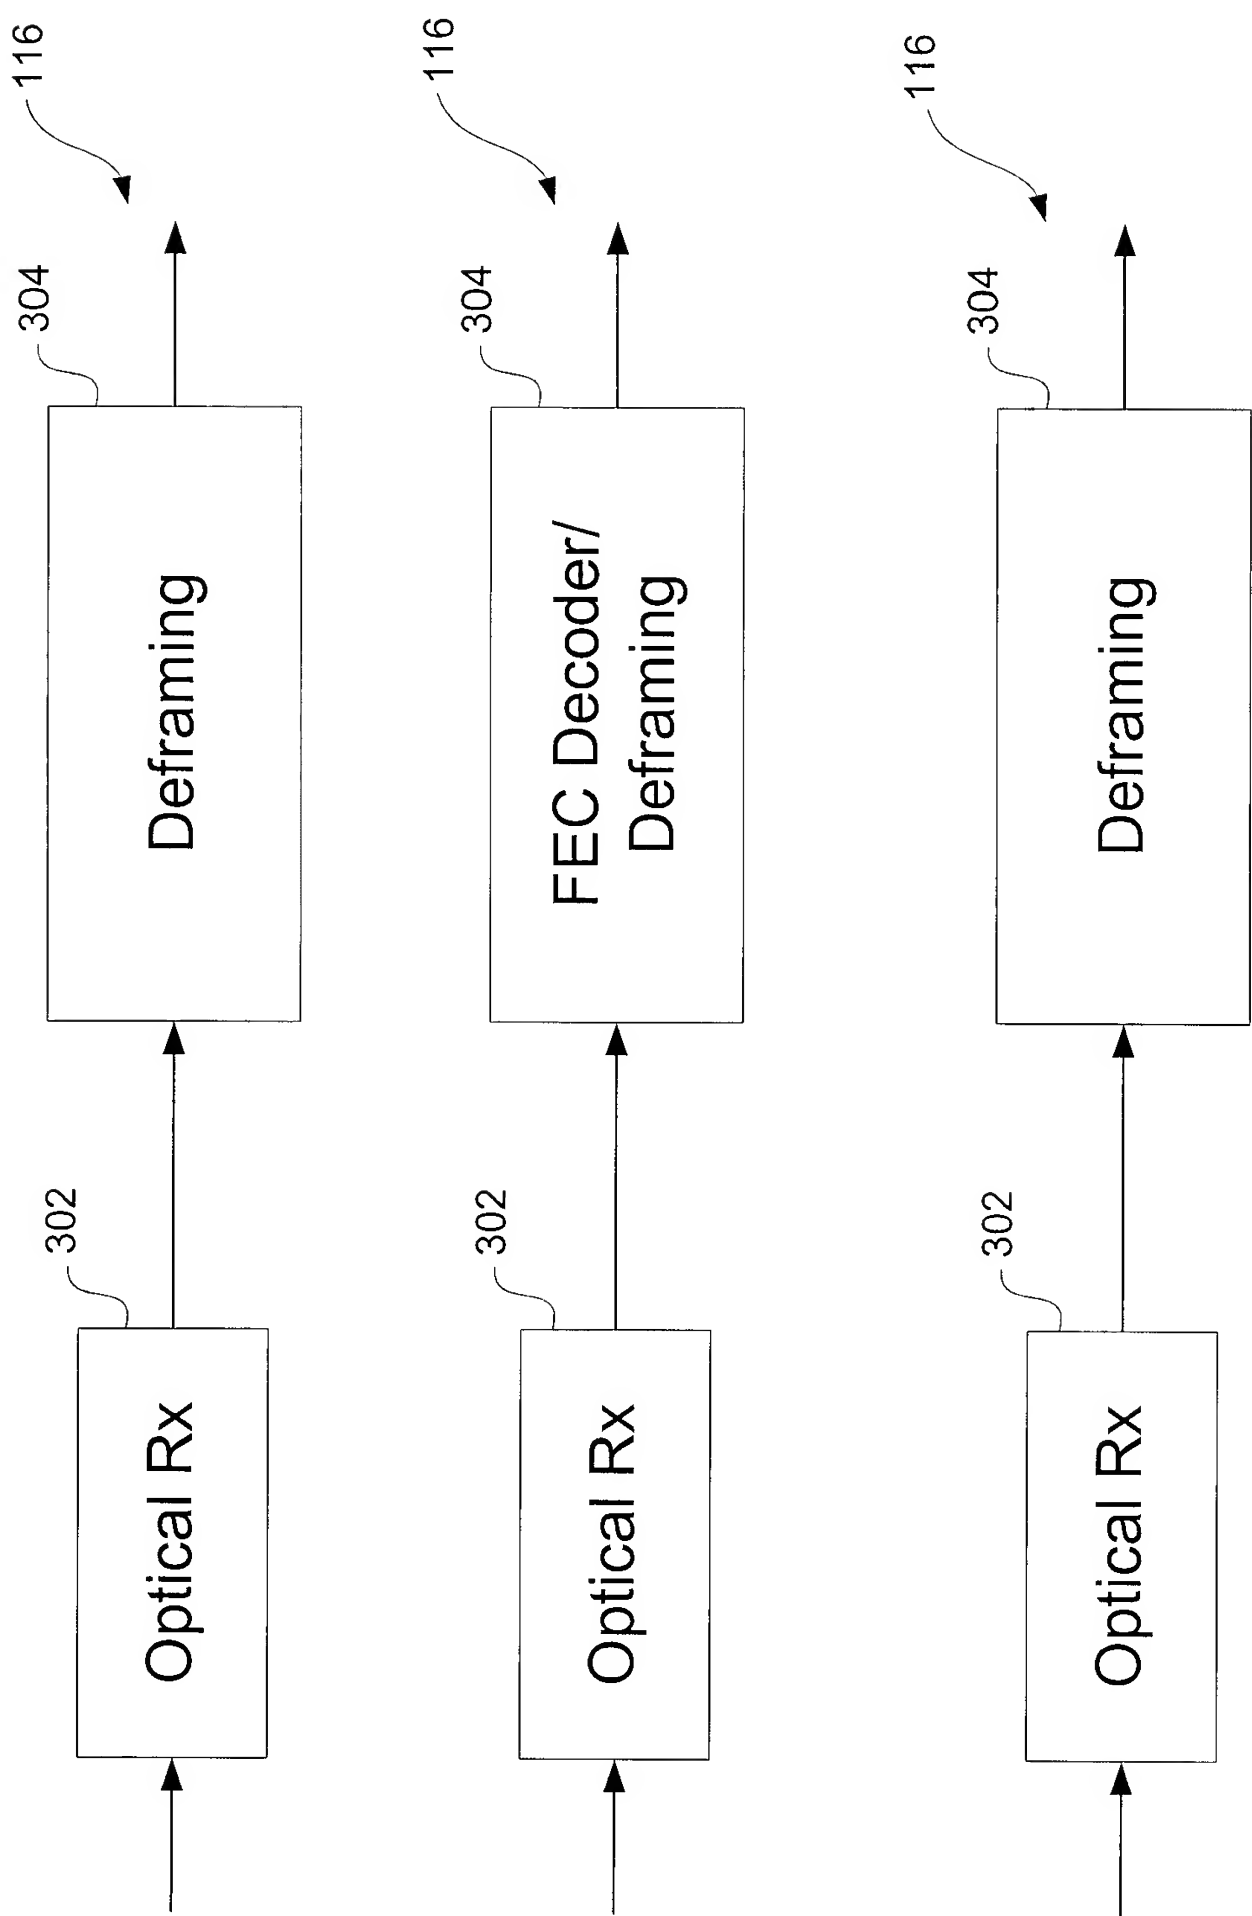 Optical Rx
302
Deframing
304
116
Optical Rx
302
FEC Decoder/
Deframing
304
116
Optical Rx
302
Deframing
304
116